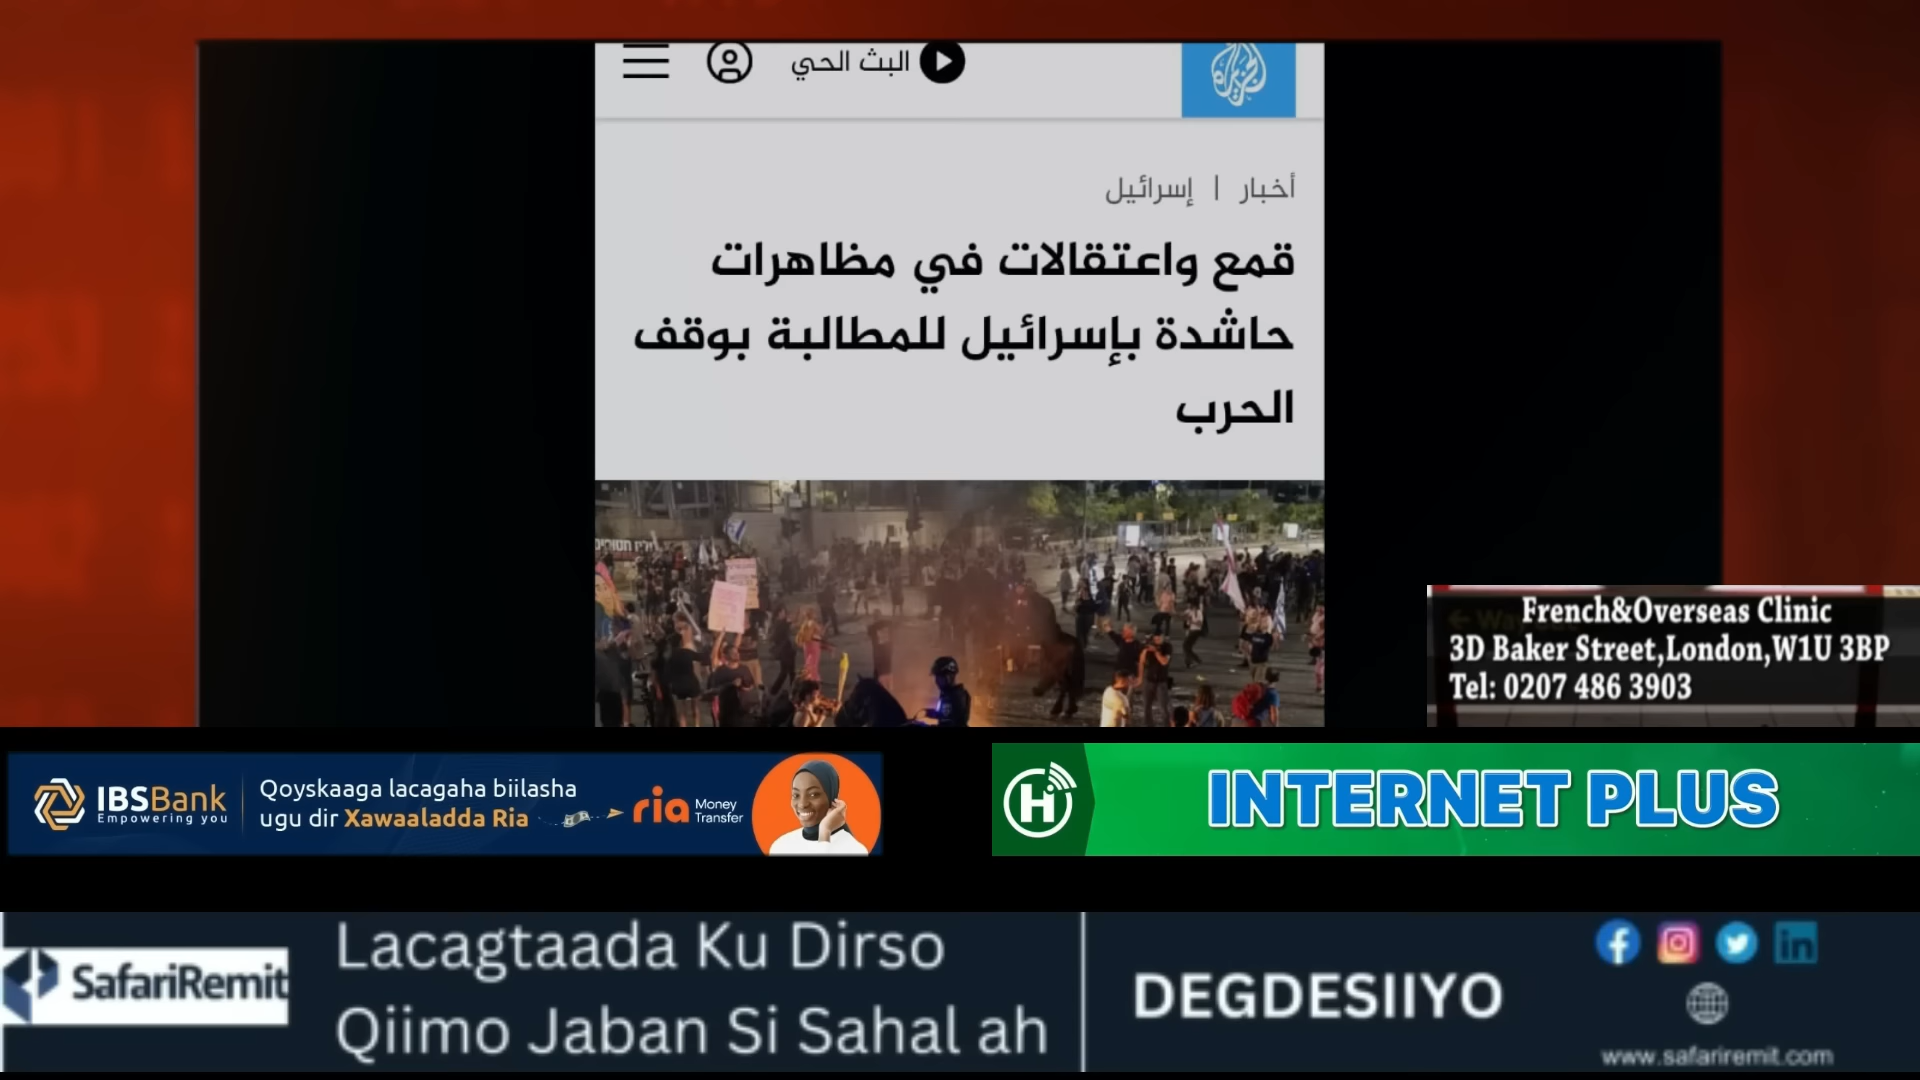 البث الحي
الجزيرة
أخبار | إسرائيل
قمع واعتقالات في مظاهرات
حاشدة بإسرائيل للمطالبة بوقف
الحرب
French&Overseas Clinic
3D Baker Street,London,W1U 3BP
Tel: 0207 486 3903
IBSBank
Empowering you
Qoyskaaga lacagaha biilasha
ugu dir Xawaaladda Ria
ria Money
Transfer
H
INTERNET PLUS
SafariRemit
Lacagtaada Ku Dirso
Qiimo Jaban Si Sahal ah
DEGDESIIYO
www.safariremit.com